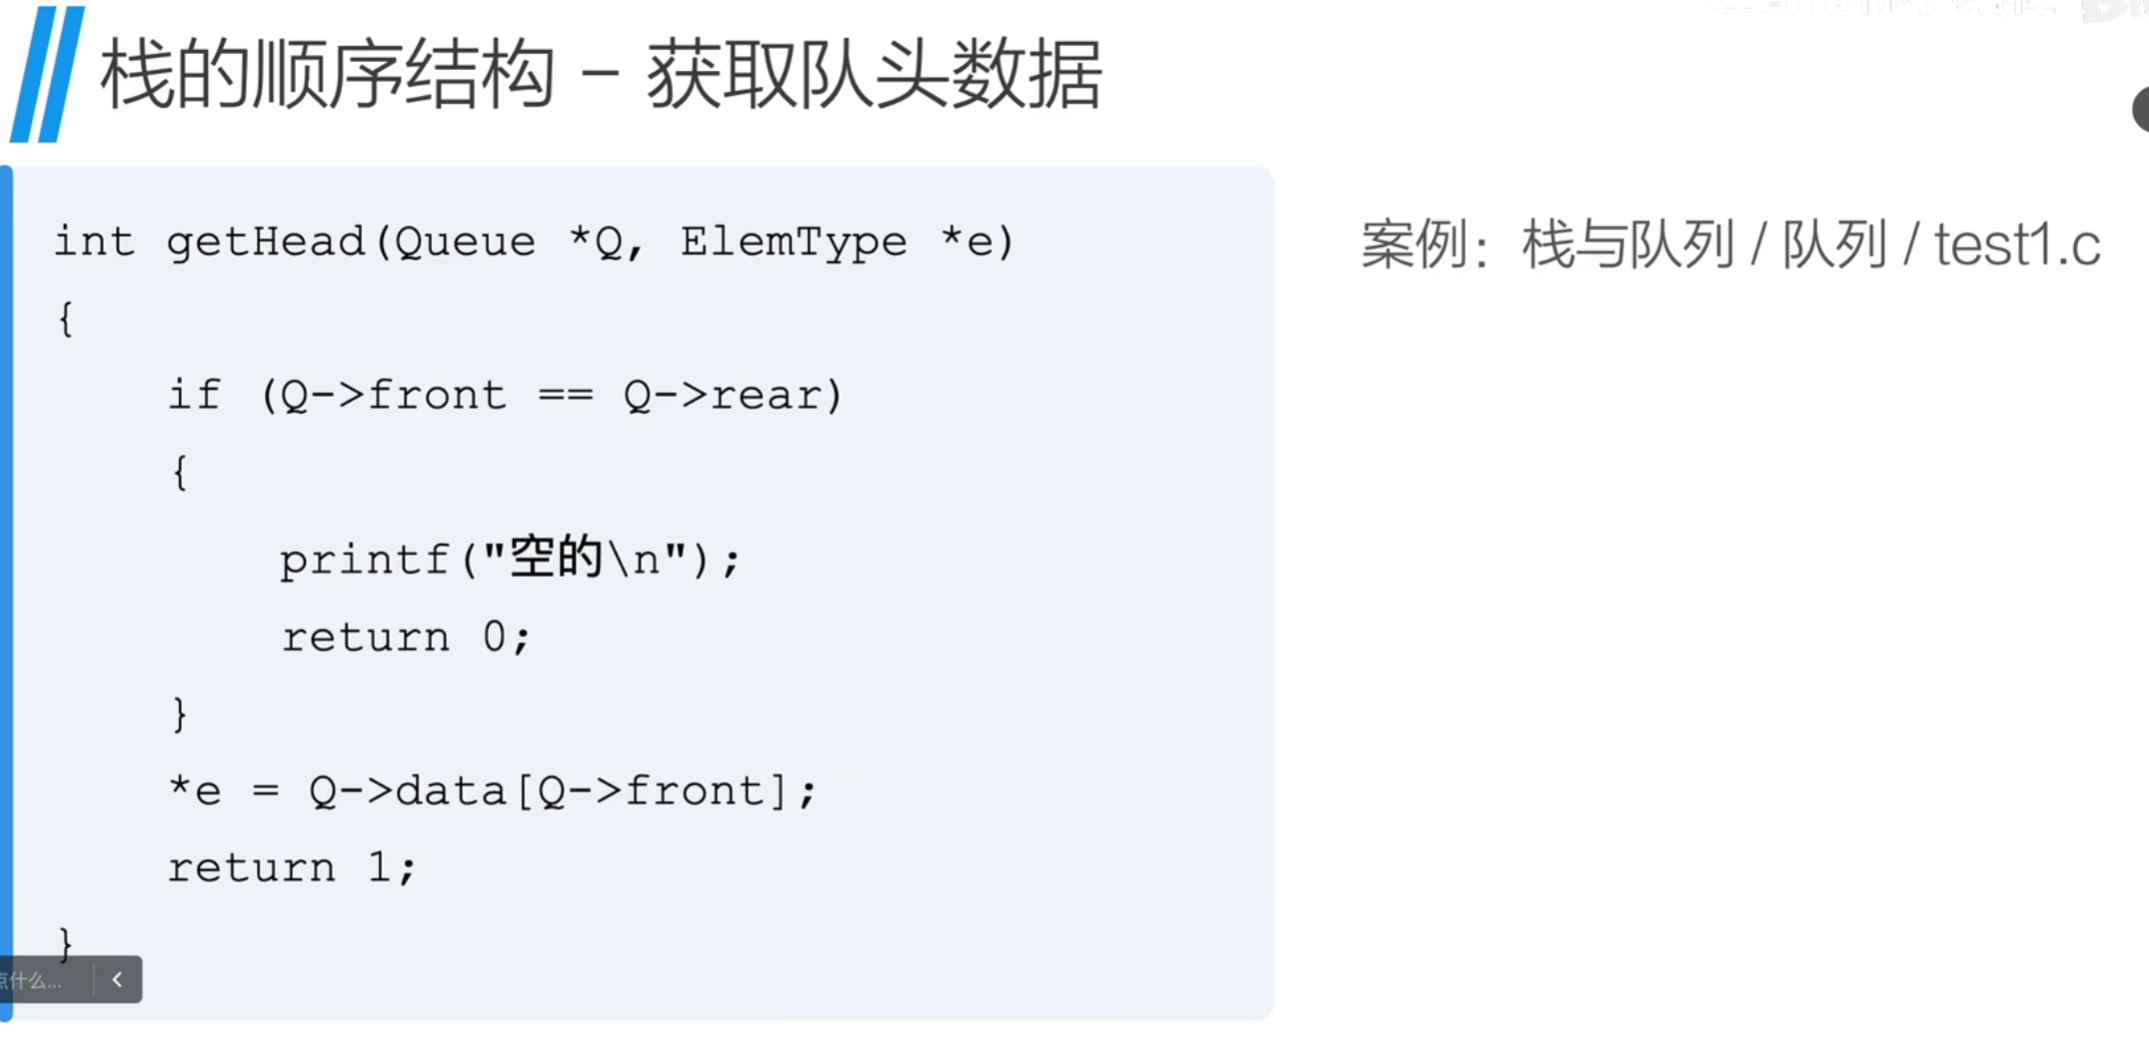 栈的顺序结构 - 获取队头数据
int getHead(Queue *Q, ElemType *e)
{
if (Q->front == Q->rear)
{
printf("空的\n");
return 0;
}
*e = Q->data[Q->front];
return 1;
}
案例：栈与队列 / 队列 / test1.c
点什么...